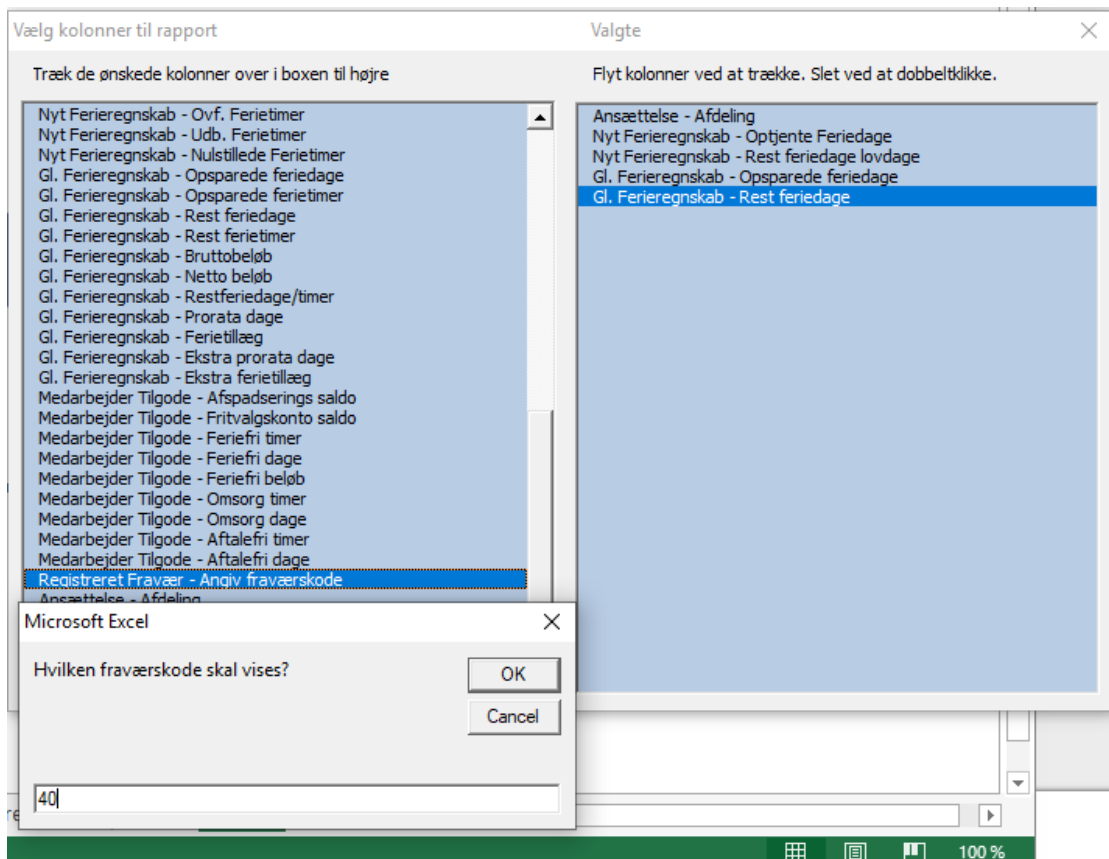 Vælg kolonner til rapport
Valgte
Træk de ønskede kolonner over i boxen til højre
Flyt kolonner ved at trække. Slet ved at dobbeltklikke.
Nyt Ferieregnskab - Ovf. Ferietimer
Nyt Ferieregnskab - Udb. Ferietimer
Nyt Ferieregnskab - Nulstillede Ferietimer
Gl. Ferieregnskab - Opsparede feriedage
Gl. Ferieregnskab - Opsparede ferietimer
Gl. Ferieregnskab - Rest feriedage
Gl. Ferieregnskab - Rest ferietimer
Gl. Ferieregnskab - Bruttobeløb
Gl. Ferieregnskab - Netto beløb
Gl. Ferieregnskab - Restferiedage/timer
Gl. Ferieregnskab - Prorata dage
Gl. Ferieregnskab - Ferietillæg
Gl. Ferieregnskab - Ekstra prorata dage
Gl. Ferieregnskab - Ekstra ferietillæg
Medarbejder Tilgode - Afspadserings saldo
Medarbejder Tilgode - Fritvalgskonto saldo
Medarbejder Tilgode - Feriefri timer
Medarbejder Tilgode - Feriefri dage
Medarbejder Tilgode - Feriefri beløb
Medarbejder Tilgode - Omsorg timer
Medarbejder Tilgode - Omsorg dage
Medarbejder Tilgode - Aftalefri timer
Medarbejder Tilgode - Aftalefri dage
Registreret Fravær - Angiv fraværskode
Ansættelse - Afdeling
Ansættelse - Afdeling
Nyt Ferieregnskab - Optjente Feriedage
Nyt Ferieregnskab - Rest feriedage lovdage
Gl. Ferieregnskab - Opsparede feriedage
Gl. Ferieregnskab - Rest feriedage
Microsoft Excel
Hvilken fraværskode skal vises?
OK
Cancel
40
100 %